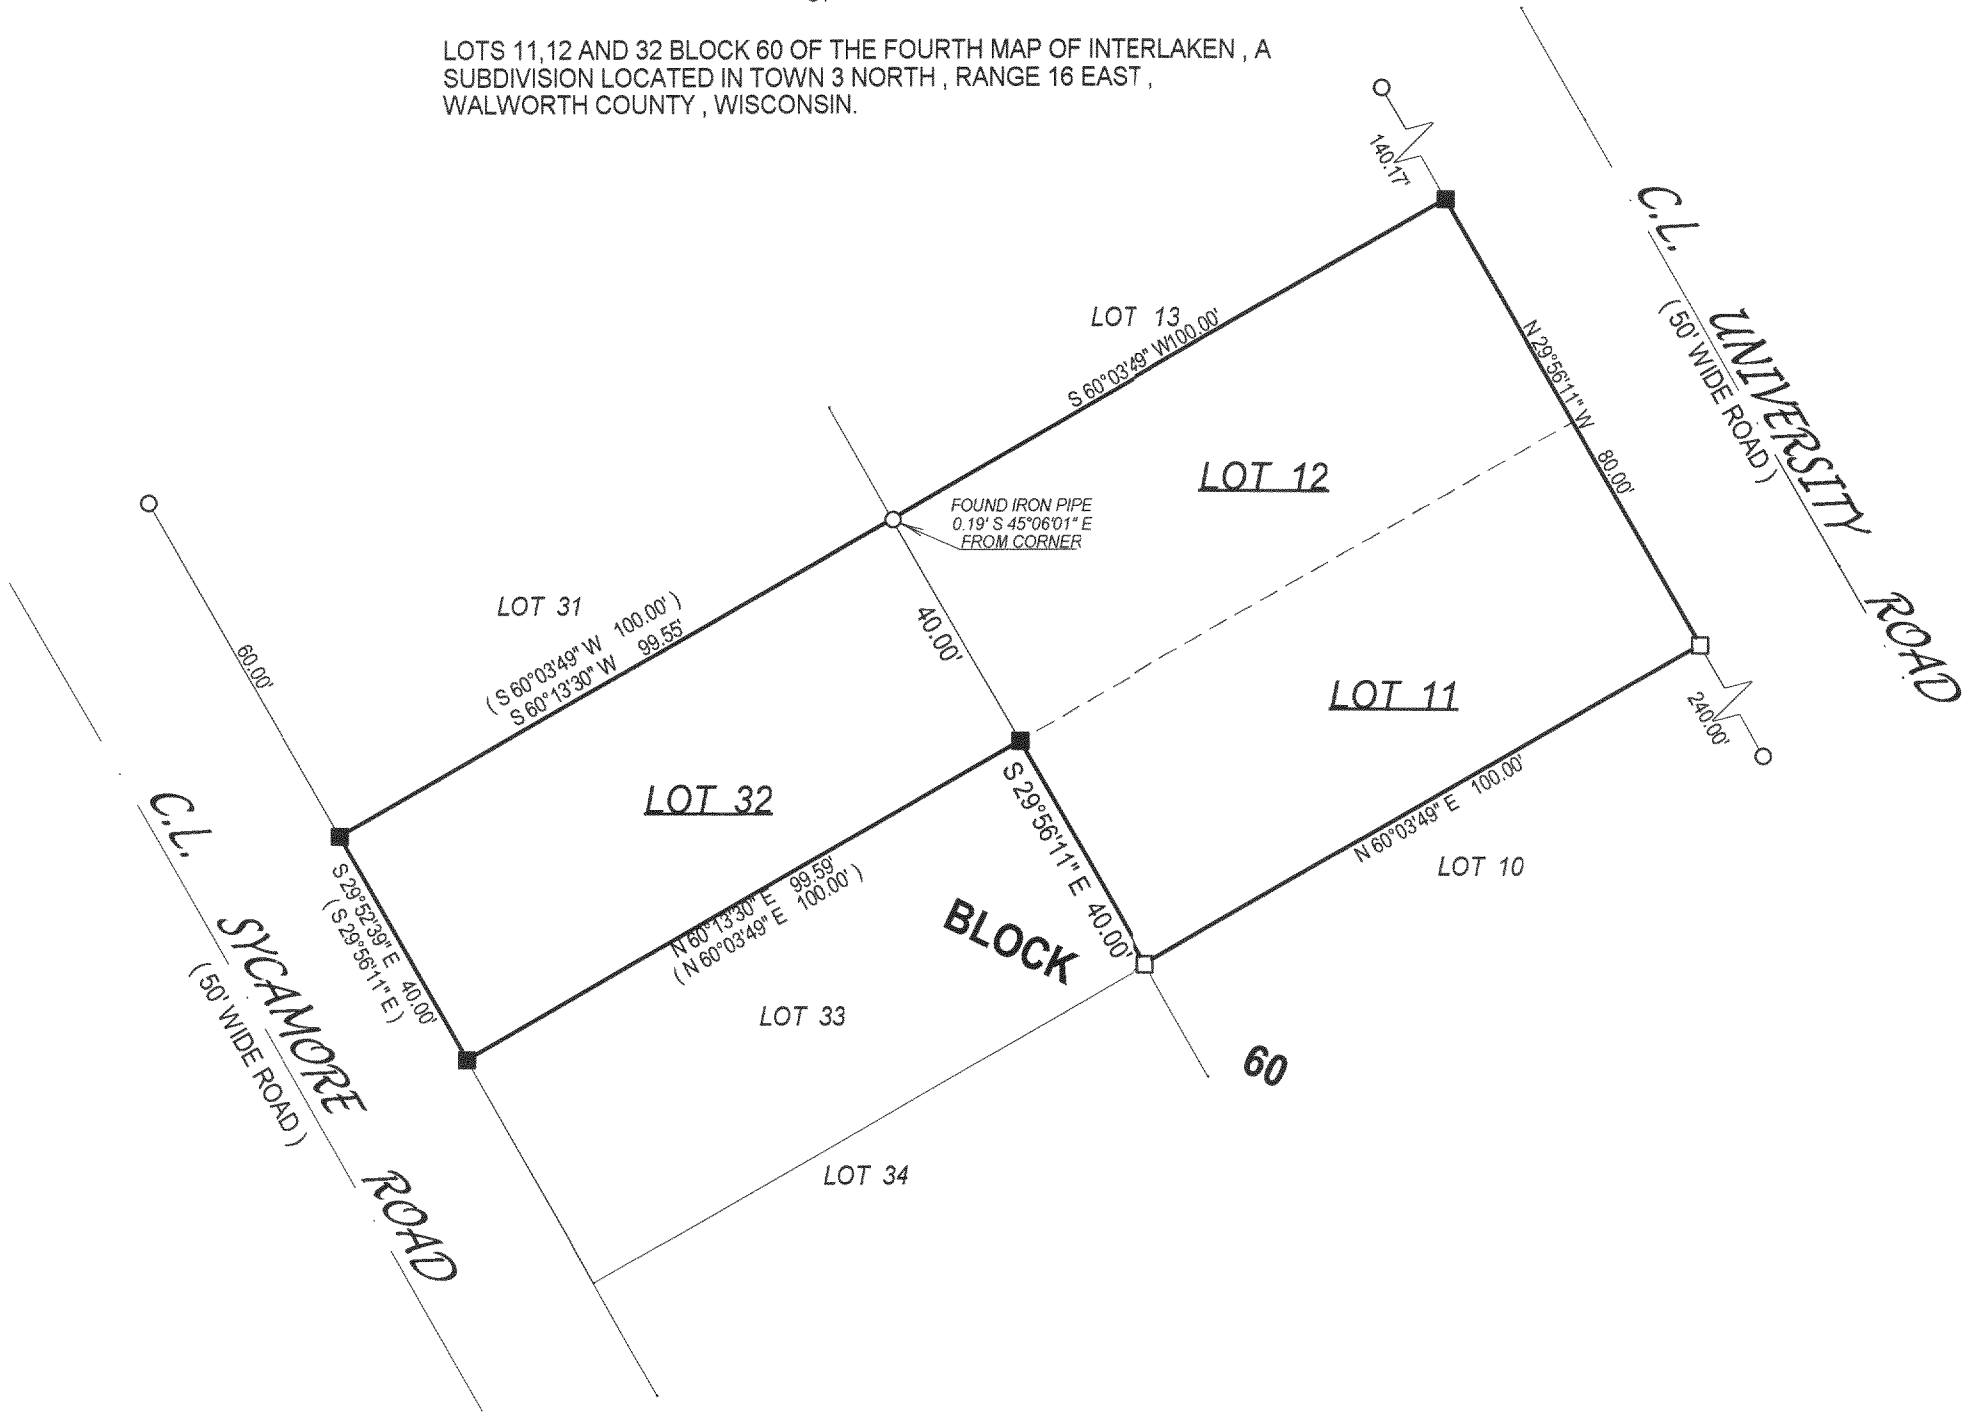 LOTS 11,12 AND 32 BLOCK 60 OF THE FOURTH MAP OF INTERLAKEN , A
SUBDIVISION LOCATED IN TOWN 3 NORTH , RANGE 16 EAST ,
WALWORTH COUNTY , WISCONSIN.
140.17'
C.L. UNIVERSITY ROAD
( 50' WIDE ROAD )
LOT 13
S 60°03'49" W100.00'
N 29°56'11" W 80.00'
LOT 12
FOUND IRON PIPE
0.19' S 45°06'01" E
FROM CORNER
LOT 31
( S 60°03'49" W 100.00' )
S 60°13'30" W 99.55'
40.00'
60.00'
LOT 11
240.00'
LOT 32
S 29°56'11" E 40.00'
N 60°03'49" E 100.00'
LOT 10
C.L. SYCAMORE ROAD
( 50' WIDE ROAD )
S 29°52'39" E 40.00'
( S 29°56'11" E )
N 60°13'30" E 99.59'
( N 60°03'49" E 100.00' )
BLOCK
60
LOT 33
LOT 34